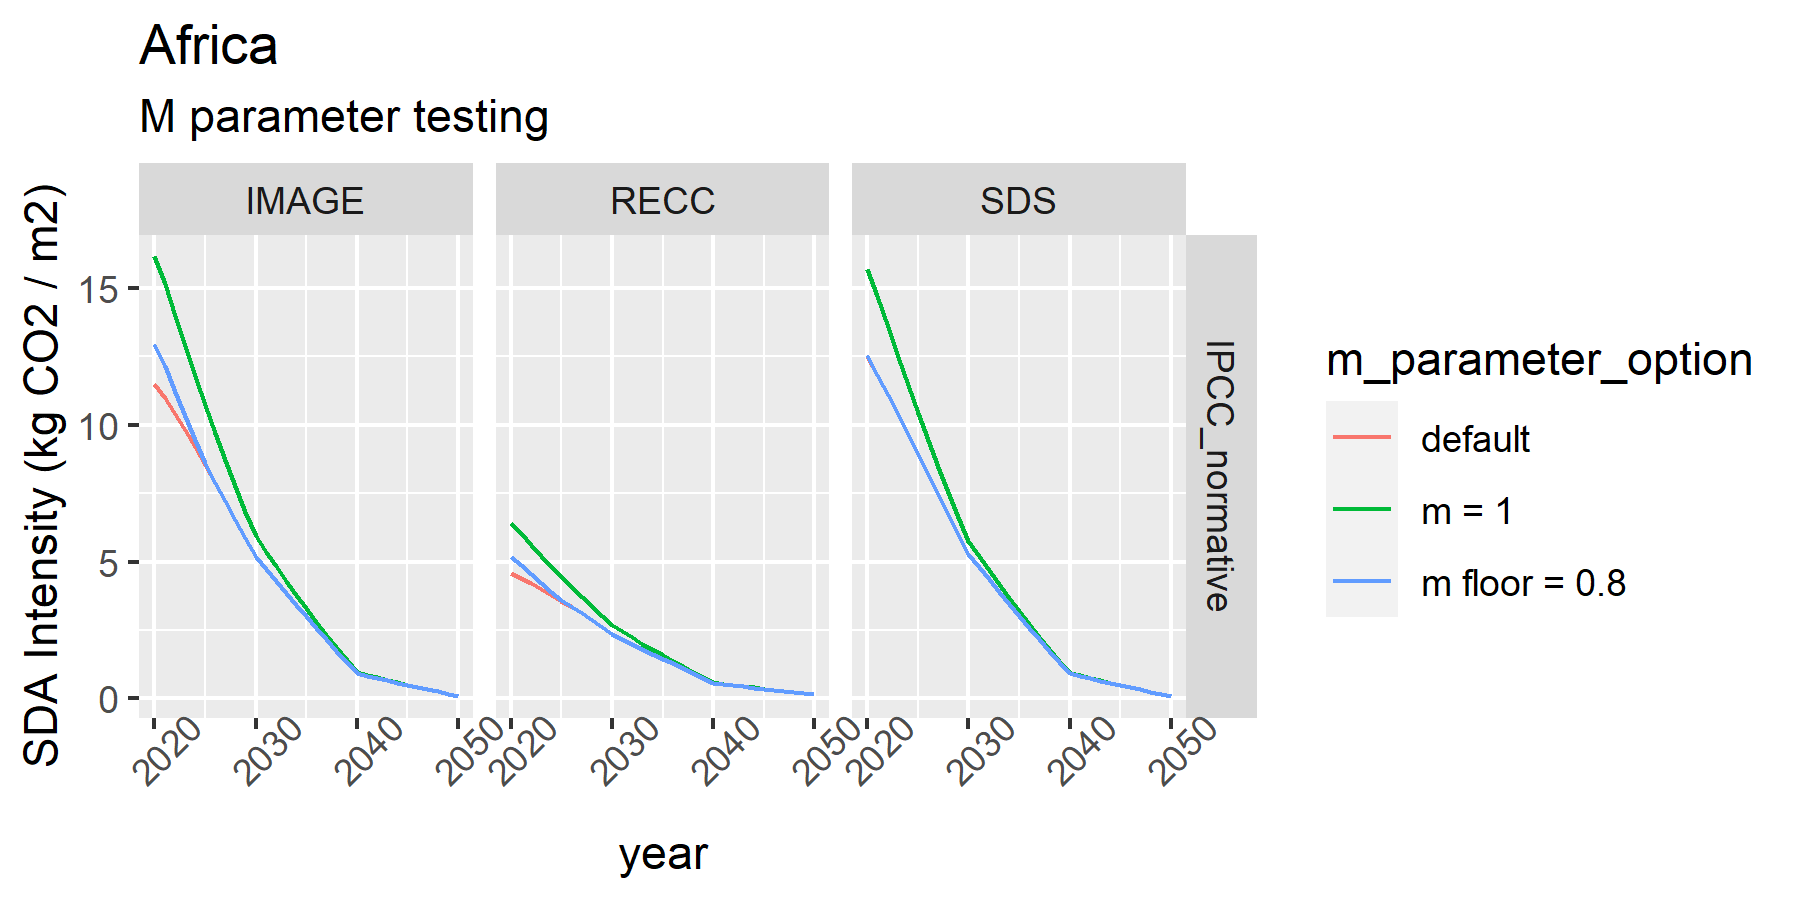 Africa
M parameter testing
IMAGE
RECC
SDS
SDA Intensity (kg CO2 / m2)
15
10
5
0
IPCC_normative
2020
2030
2040
2050
2020
2030
2040
2050
2020
2030
2040
2050
year
m_parameter_option
default
m = 1
m floor = 0.8